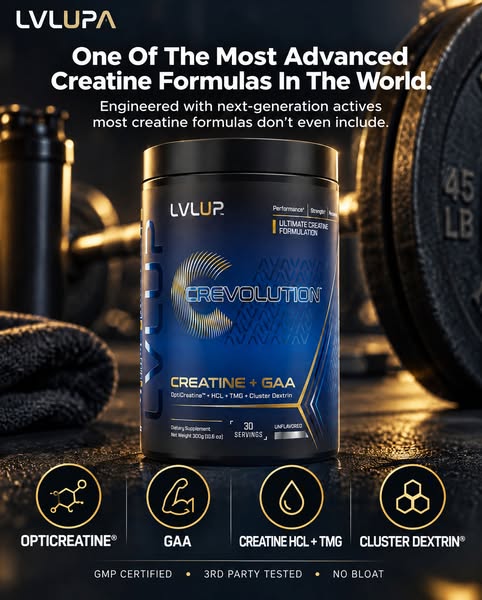 LVLUPA
One Of The Most Advanced
Creatine Formulas In The World.
Engineered with next-generation actives
most creatine formulas don't even include.
45
LB
LVLUP
LVLUP
Performance* | Strength*
ULTIMATE CREATINE
FORMULATION
CREVOLUTION™
CREATINE + GAA
OptiCreatine™ + HCL + TMG + Cluster Dextrin
Dietary Supplement
Net Weight 300g (10.6 oz)
30
SERVINGS
UNFLAVORED
OPTICREATINE®
GAA
CREATINE HCL + TMG
CLUSTER DEXTRIN®
GMP CERTIFIED • 3RD PARTY TESTED • NO BLOAT